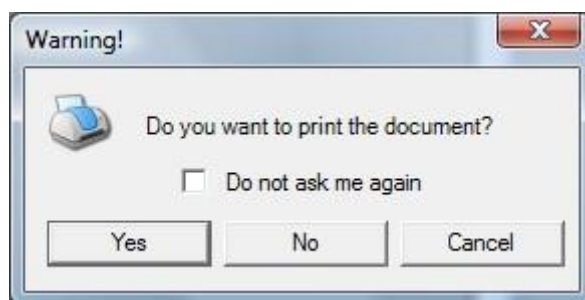 Warning!
Do you want to print the document?
Do not ask me again
Yes No Cancel